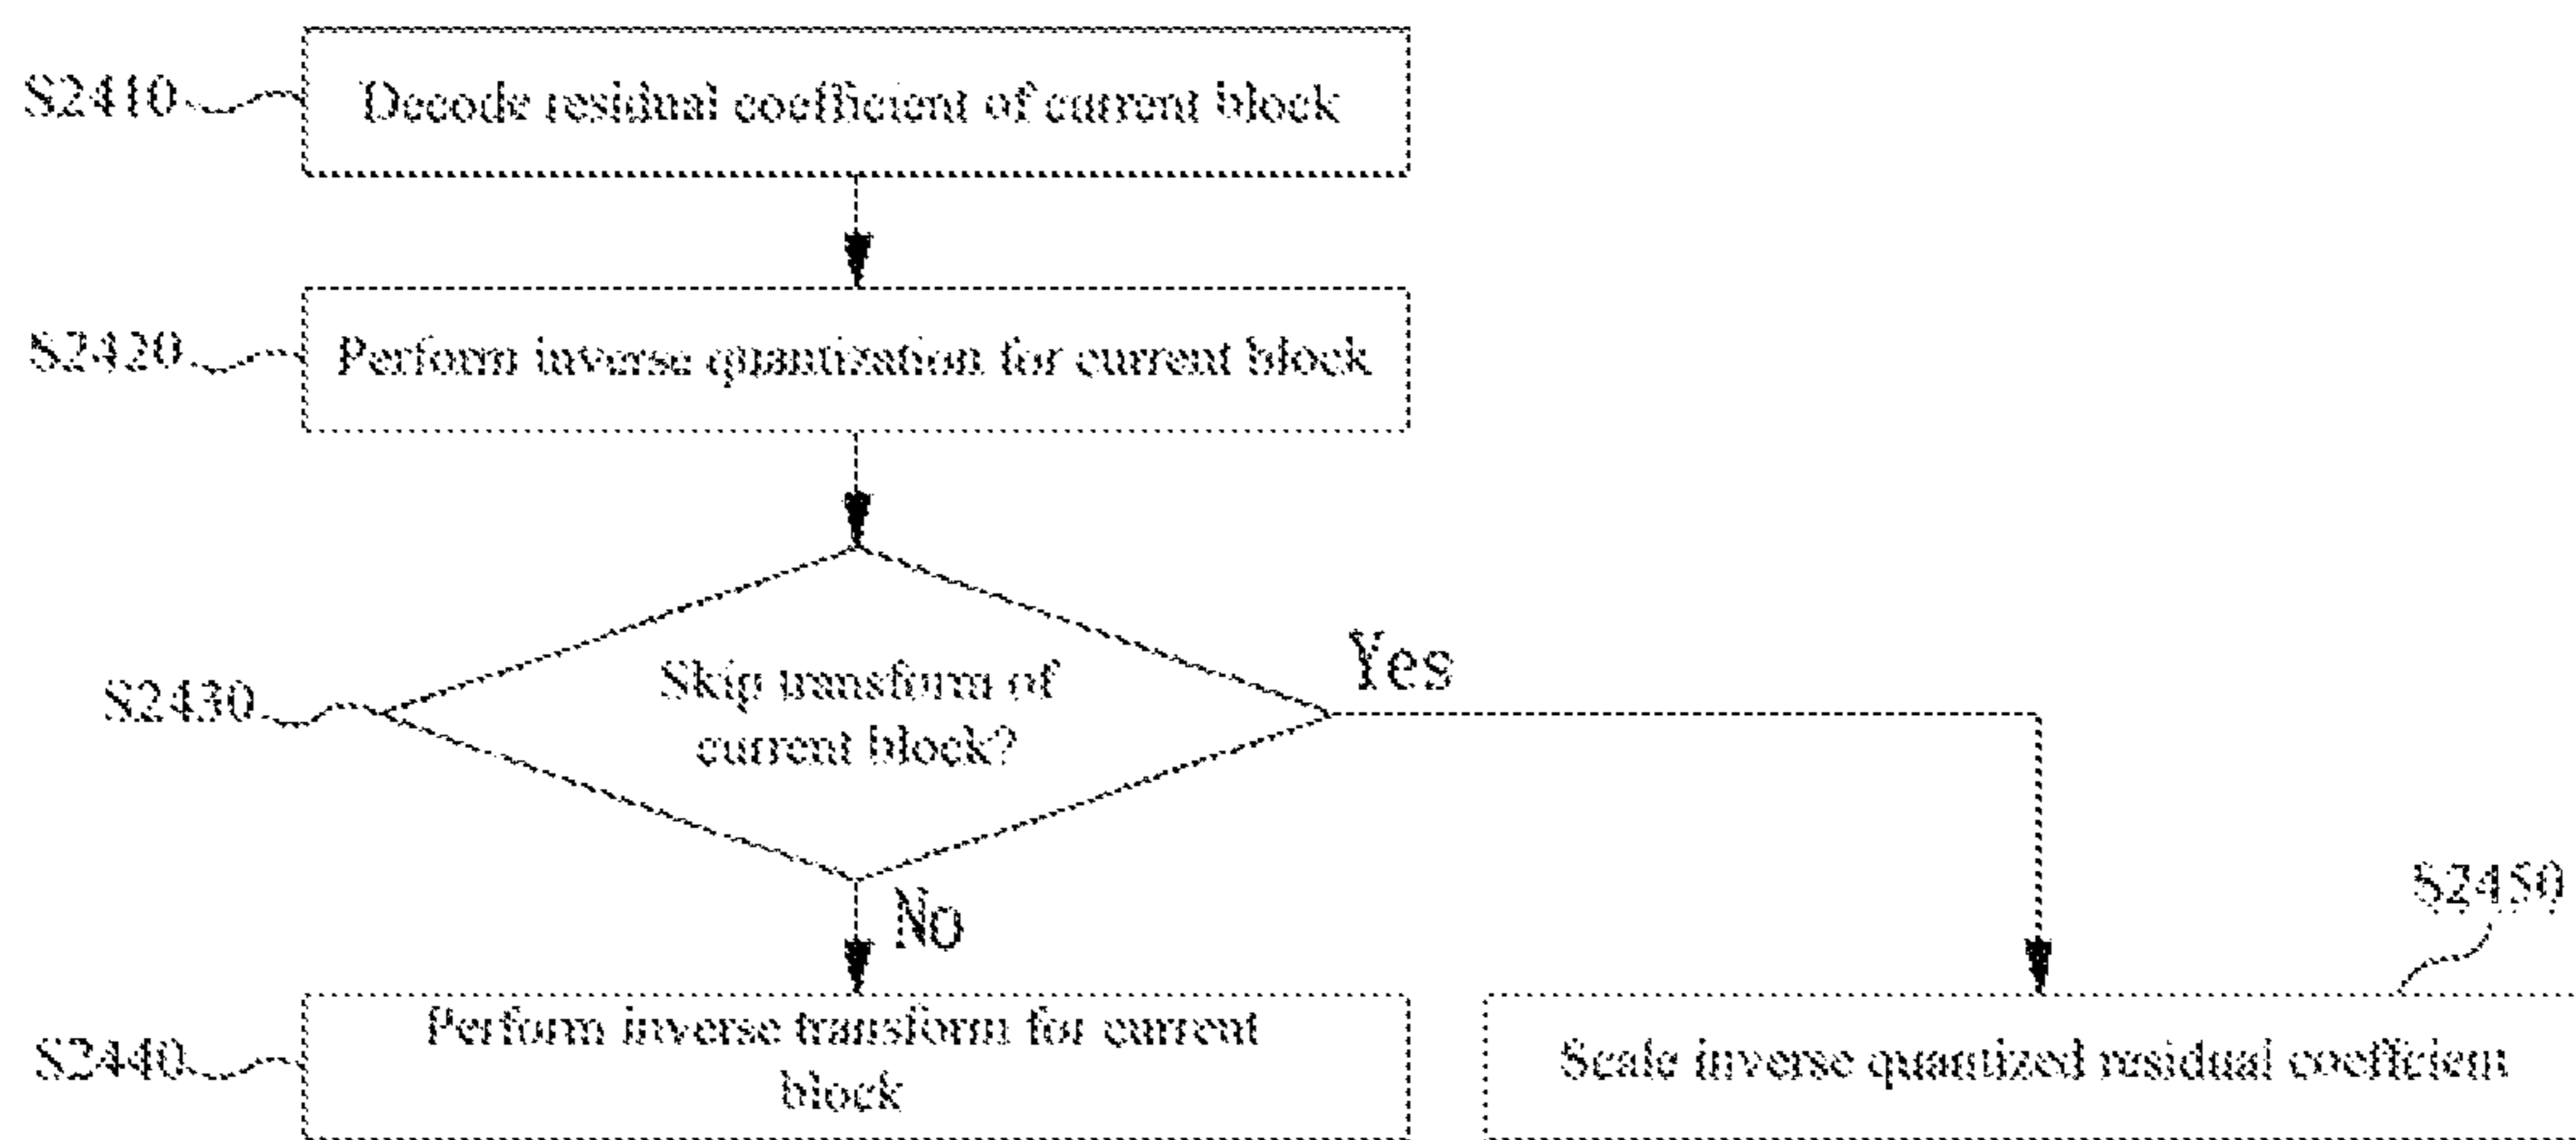 S2410
Decode residual coefficient of current block
S2420
Perform inverse quantization for current block
S2430
Skip transform of
current block?
Yes
No
S2440
Perform inverse transform for current
block
S2450
Scale inverse quantized residual coefficient